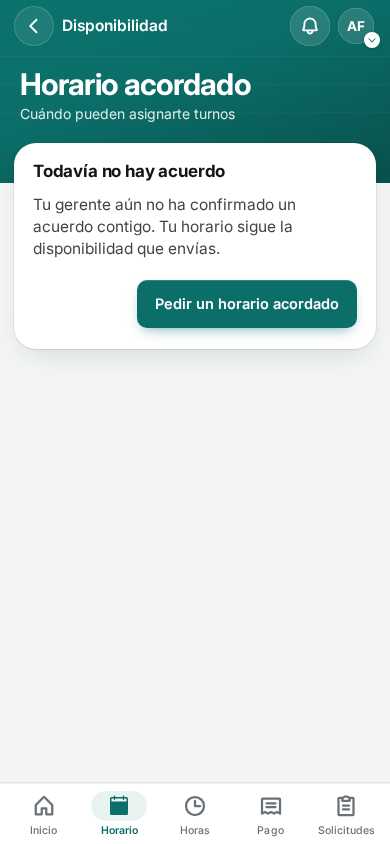 Disponibilidad
AF
Horario acordado
Cuándo pueden asignarte turnos
Todavía no hay acuerdo
Tu gerente aún no ha confirmado un
acuerdo contigo. Tu horario sigue la
disponibilidad que envías.
Pedir un horario acordado
Inicio
Horario
Horas
Pago
Solicitudes